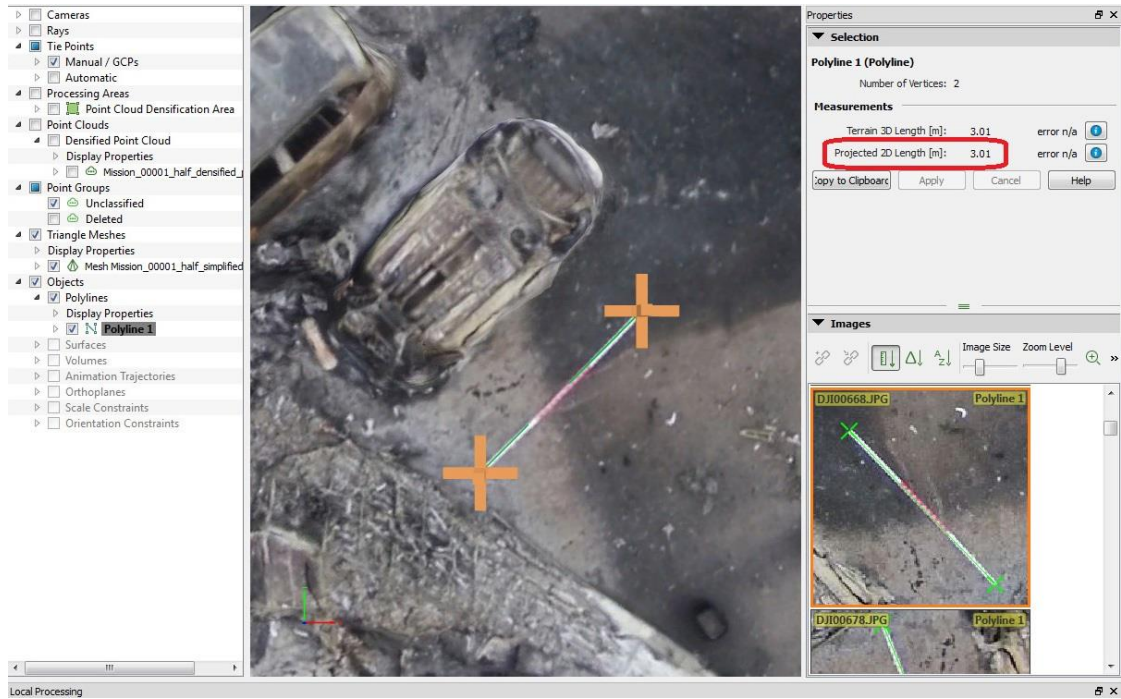 Cameras
Rays
Tie Points
Manual / GCPs
Automatic
Processing Areas
Point Cloud Densification Area
Point Clouds
Densified Point Cloud
Display Properties
Mission_00001_half_densified_
Point Groups
Unclassified
Deleted
Triangle Meshes
Display Properties
Mesh Mission_00001_half_simplified
Objects
Polylines
Display Properties
Polyline 1
Surfaces
Volumes
Animation Trajectories
Orthoplanes
Scale Constraints
Orientation Constraints
Properties
Selection
Polyline 1 (Polyline)
Number of Vertices: 2
Measurements
Terrain 3D Length [m]: 3.01 error n/a
Projected 2D Length [m]: 3.01 error n/a
Copy to Clipboard Apply Cancel Help
Images
Image Size Zoom Level
DJI00668.JPG Polyline 1
DJI00678.JPG Polyline 1
Local Processing